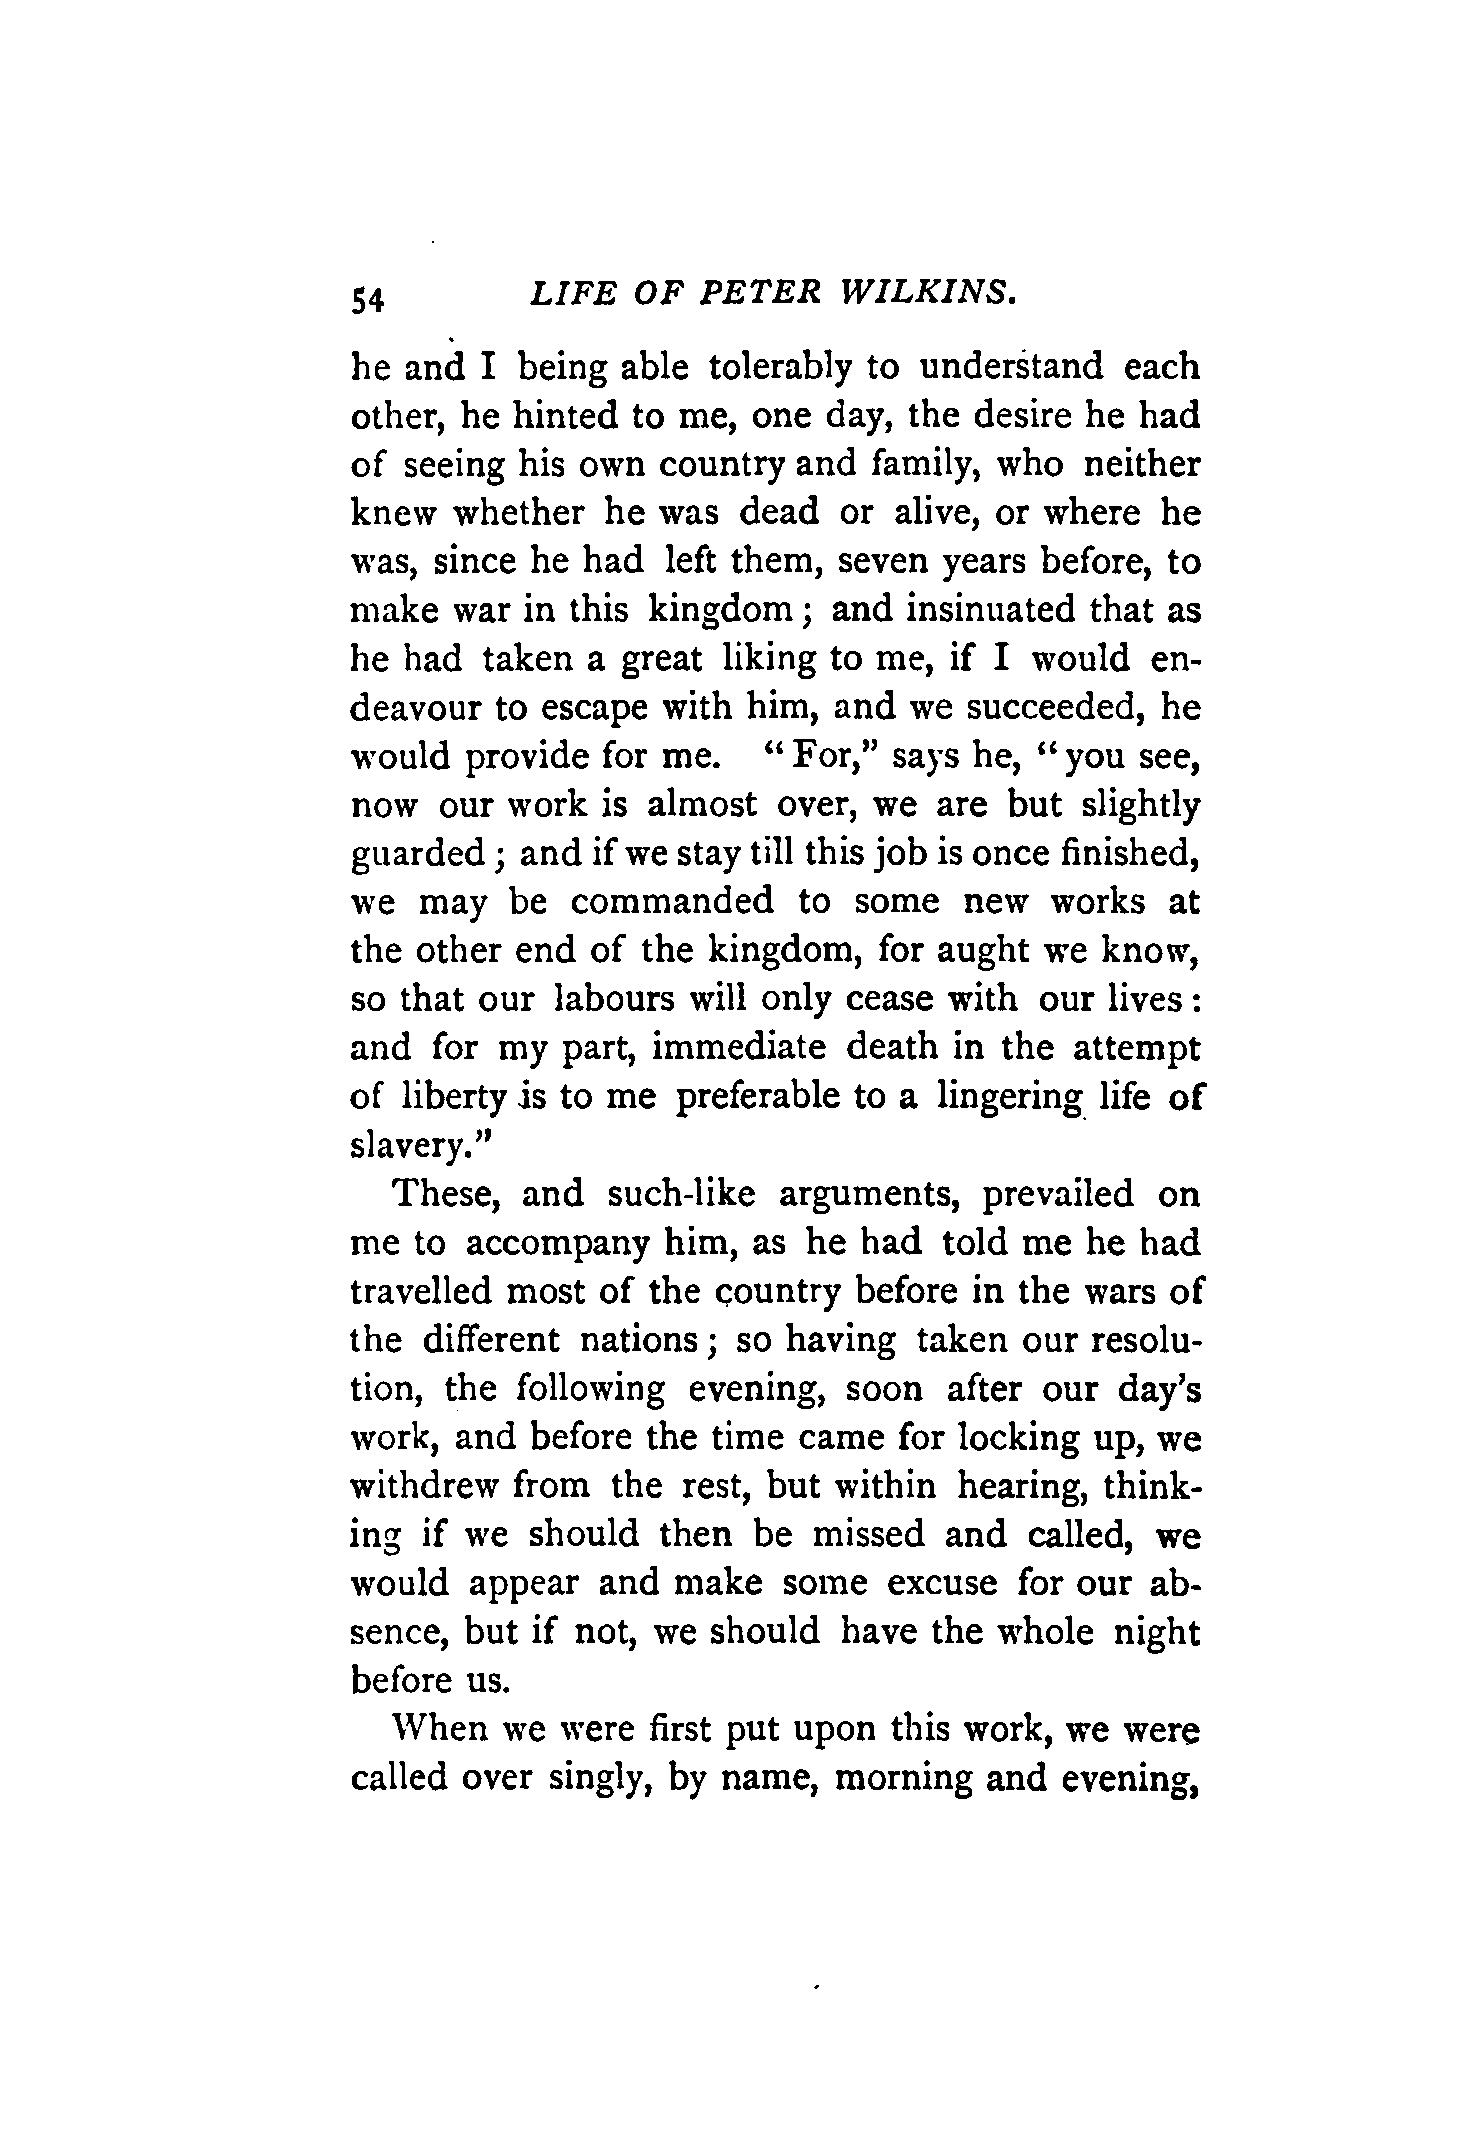 54 LIFE OF PETER WILKINS.
he and I being able tolerably to understand each
other, he hinted to me, one day, the desire he had
of seeing his own country and family, who neither
knew whether he was dead or alive, or where he
was, since he had left them, seven years before, to
make war in this kingdom; and insinuated that as
he had taken a great liking to me, if I would en-
deavour to escape with him, and we succeeded, he
would provide for me. "For," says he, "you see,
now our work is almost over, we are but slightly
guarded; and if we stay till this job is once finished,
we may be commanded to some new works at
the other end of the kingdom, for aught we know,
so that our labours will only cease with our lives:
and for my part, immediate death in the attempt
of liberty is to me preferable to a lingering life of
slavery."
These, and such-like arguments, prevailed on
me to accompany him, as he had told me he had
travelled most of the country before in the wars of
the different nations; so having taken our resolu-
tion, the following evening, soon after our day's
work, and before the time came for locking up, we
withdrew from the rest, but within hearing, think-
ing if we should then be missed and called, we
would appear and make some excuse for our ab-
sence, but if not, we should have the whole night
before us.
When we were first put upon this work, we were
called over singly, by name, morning and evening,